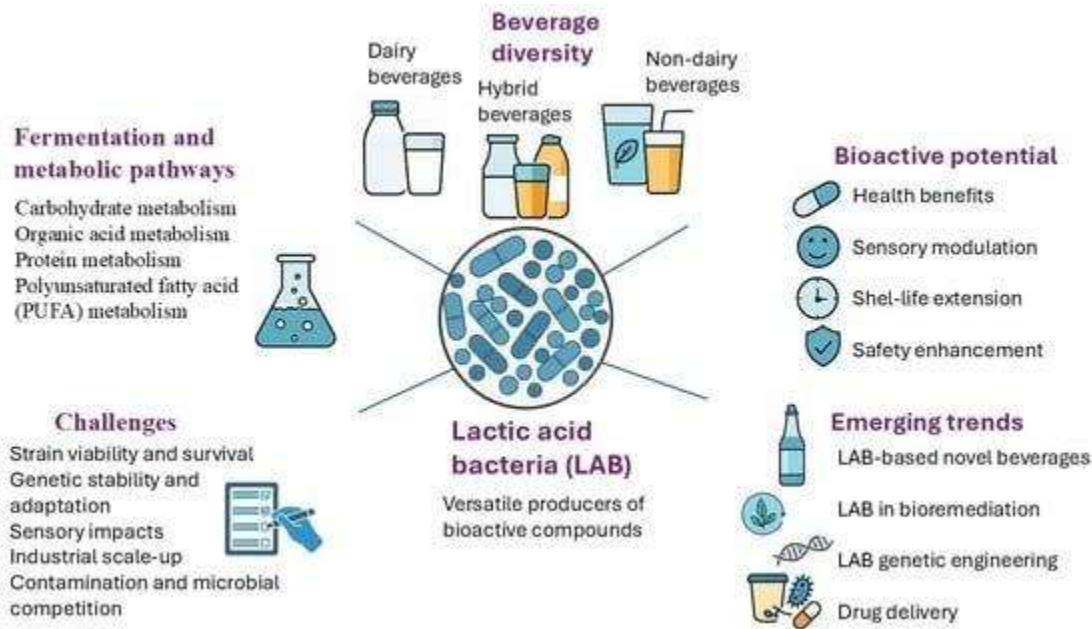 Beverage
diversity
Dairy
beverages
Hybrid
beverages
Non-dairy
beverages
Fermentation and
metabolic pathways
Carbohydrate metabolism
Organic acid metabolism
Protein metabolism
Polyunsaturated fatty acid
(PUFA) metabolism
Bioactive potential
Health benefits
Sensory modulation
Shel-life extension
Safety enhancement
Challenges
Strain viability and survival
Genetic stability and
adaptation
Sensory impacts
Industrial scale-up
Contamination and microbial
competition
Lactic acid
bacteria (LAB)
Versatile producers of
bioactive compounds
Emerging trends
LAB-based novel beverages
LAB in bioremediation
LAB genetic engineering
Drug delivery